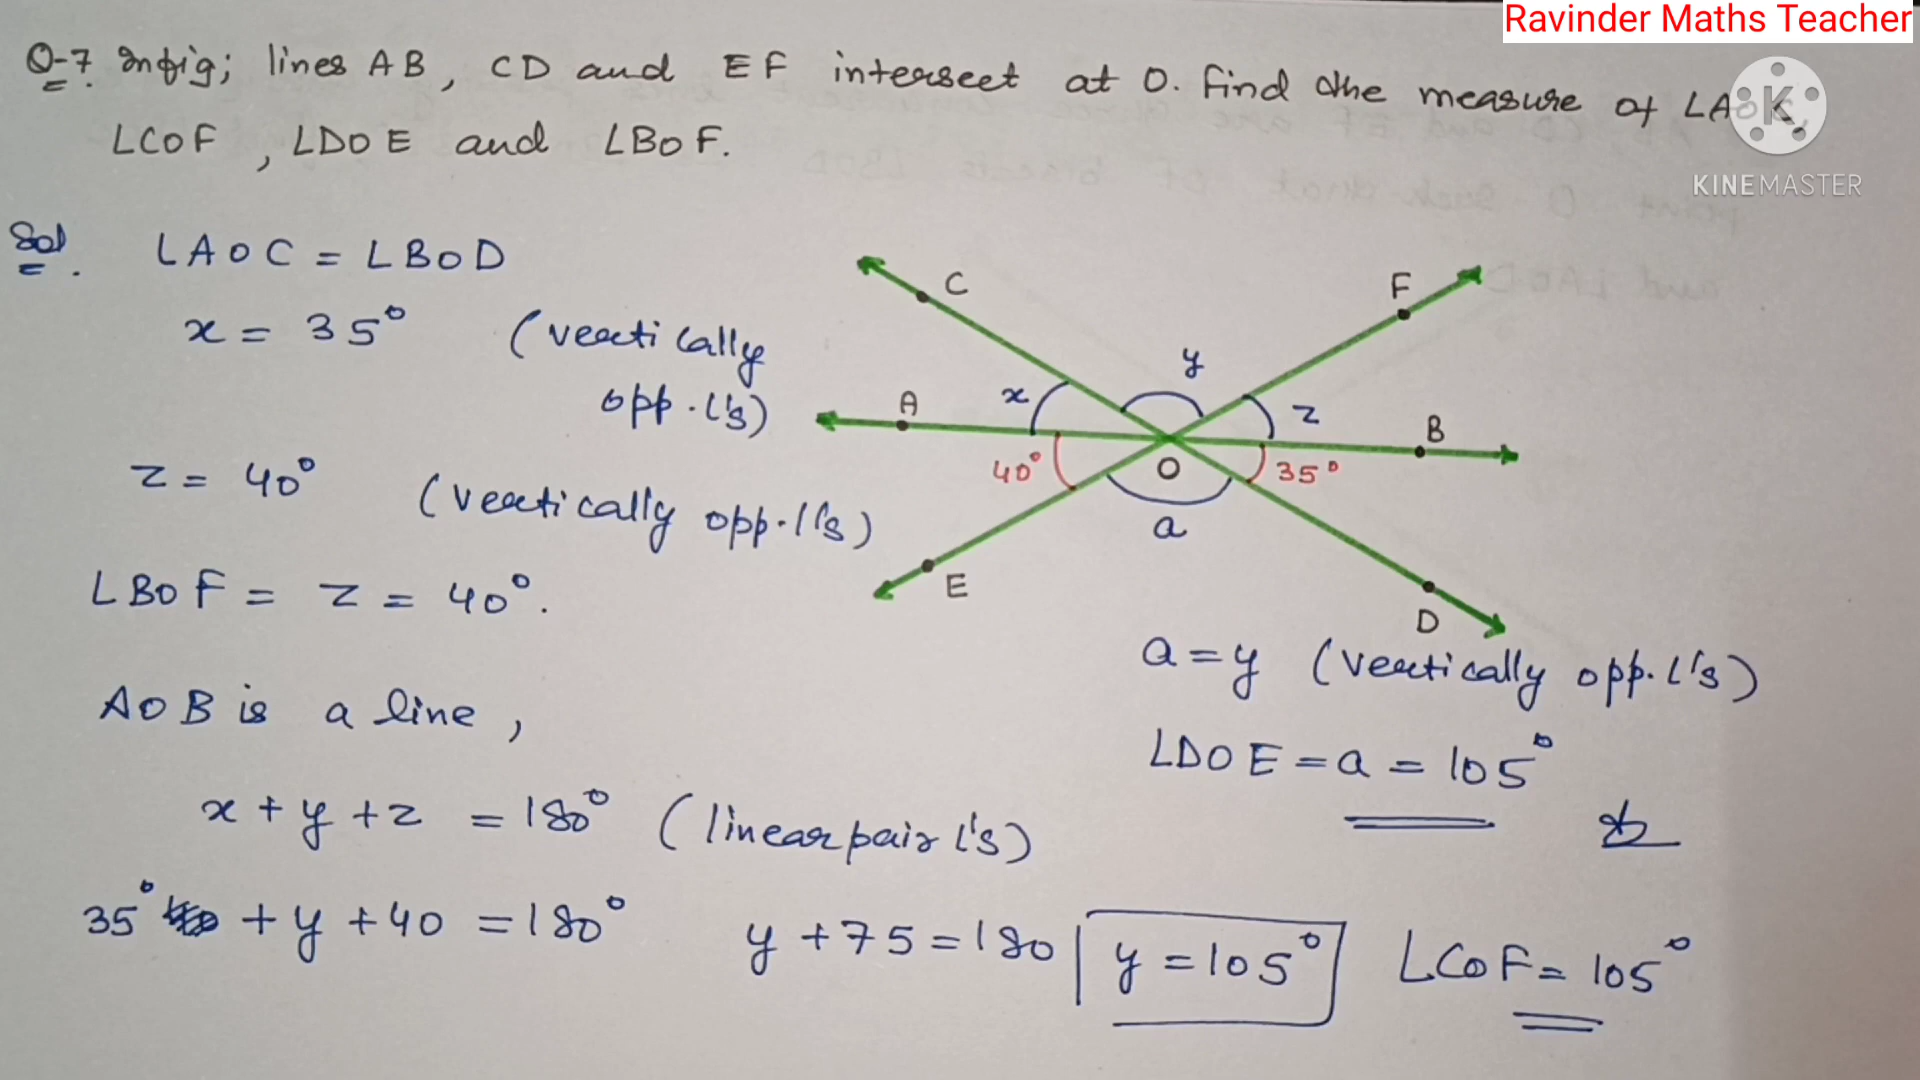 Ravinder Maths Teacher
Q-7. In fig; lines AB, CD and EF intersect at O. Find the measure of
∠COF, ∠DOE and ∠BOF.
K
KINEMASTER
Sol. ∠AOC = ∠BOD
x = 35° (vertically
opp. ∠'s)
z = 40° (vertically opp. ∠'s)
∠BOF = z = 40°.
AOB is a line,
x + y + z = 180° (linear pair ∠'s)
35° + y + 40 = 180° y + 75 = 180 y = 105° ∠COF = 105°
C
F
y
x
z
A
B
40°
O
35°
a
E
D
a = y (vertically opp. ∠'s)
∠DOE = a = 105°